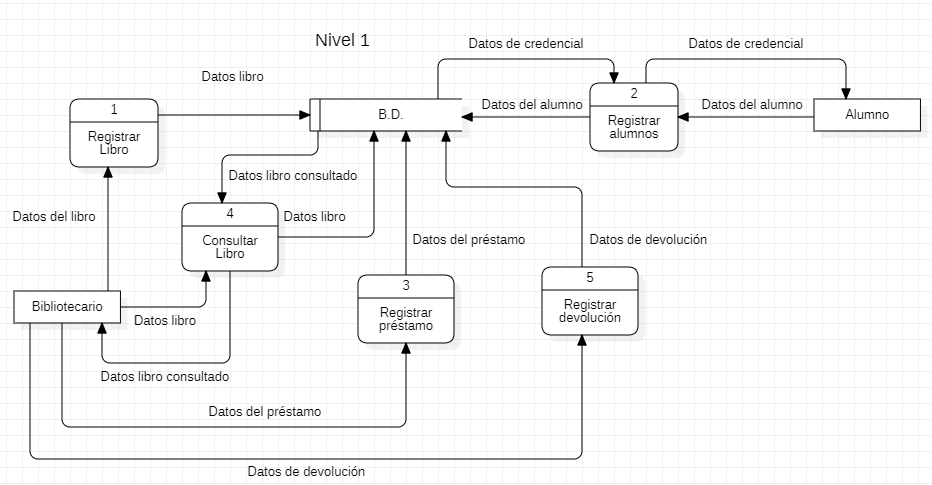 Nivel 1
Datos de credencial
Datos de credencial
Datos libro
1
Registrar
Libro
B.D.
Datos del alumno
2
Registrar
alumnos
Datos del alumno
Alumno
Datos libro consultado
Datos del libro
4
Consultar
Libro
Datos libro
Datos del préstamo
Datos de devolución
3
Registrar
préstamo
5
Registrar
devolución
Bibliotecario
Datos libro
Datos libro consultado
Datos del préstamo
Datos de devolución